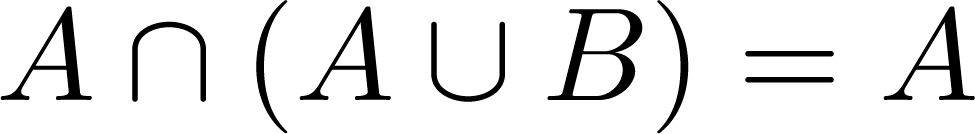 A ∩ (A ∪ B) = A